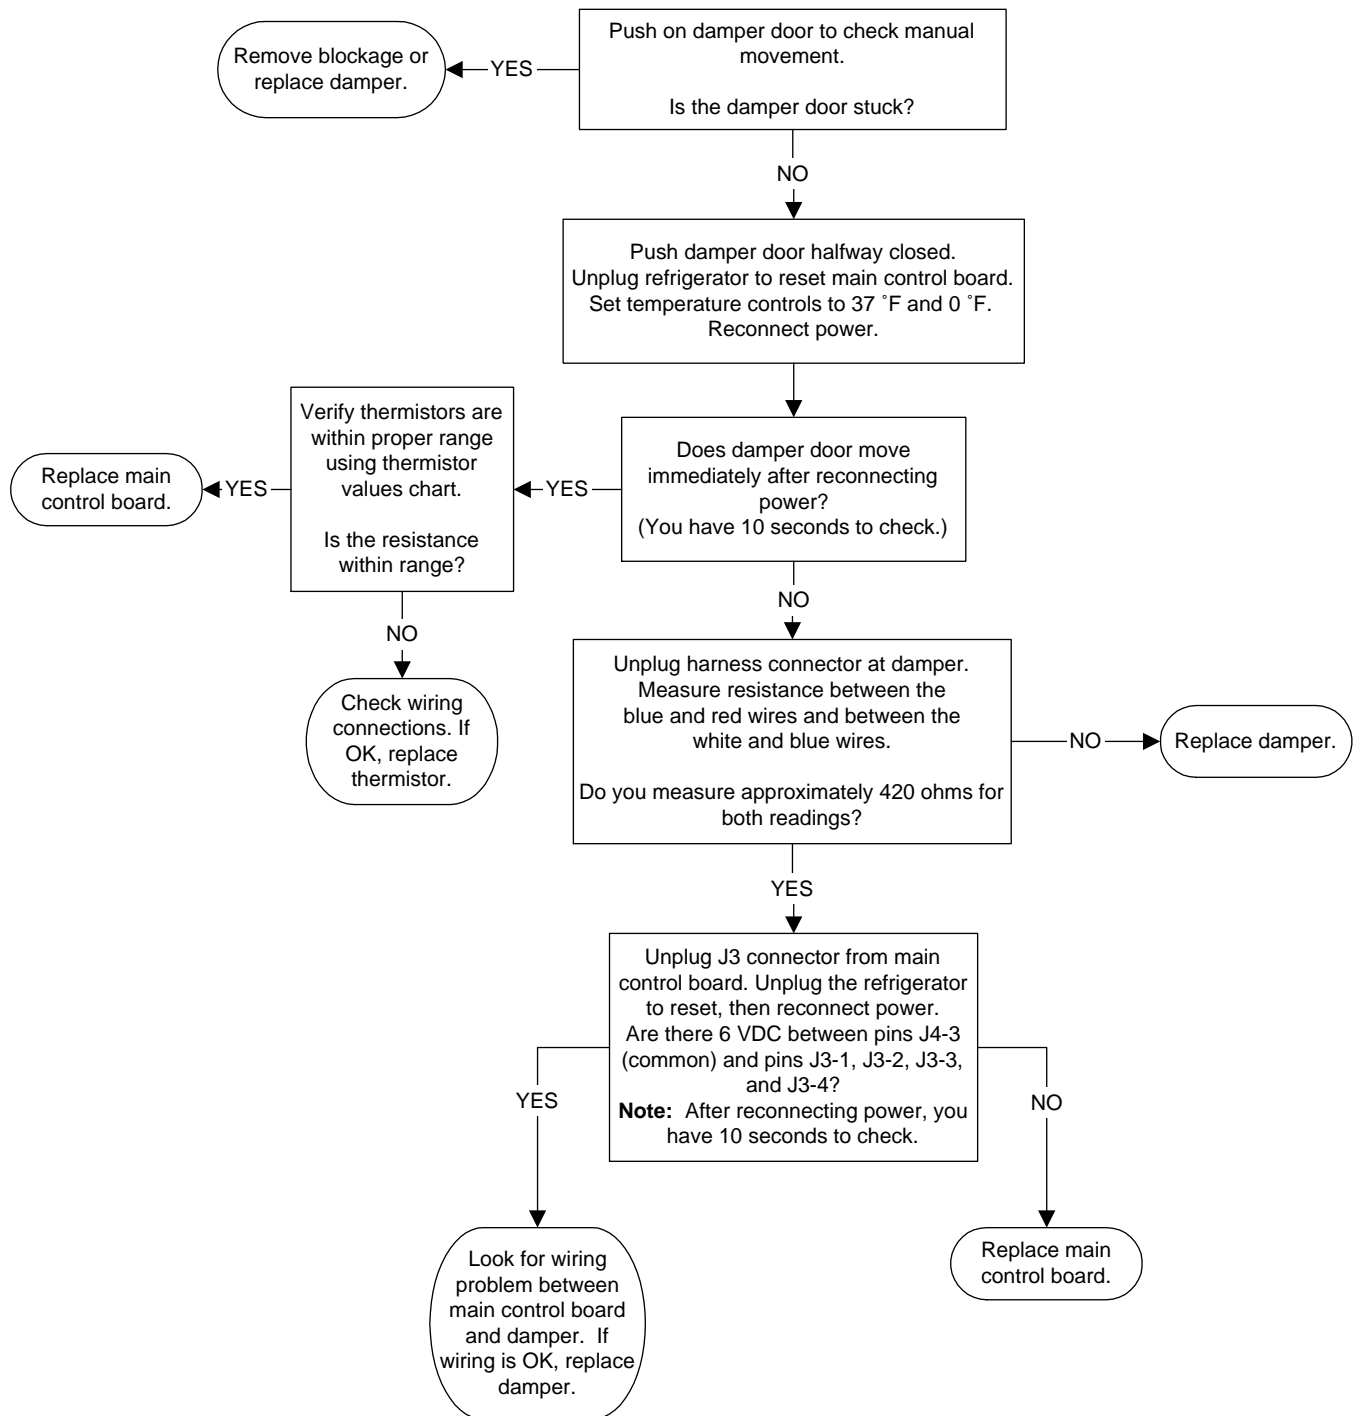 Push on damper door to check manual
movement.
Is the damper door stuck?
YES
Remove blockage or
replace damper.
NO
Push damper door halfway closed.
Unplug refrigerator to reset main control board.
Set temperature controls to 37 ˚F and 0 ˚F.
Reconnect power.
Does damper door move
immediately after reconnecting
power?
(You have 10 seconds to check.)
YES
Verify thermistors are
within proper range
using thermistor
values chart.
Is the resistance
within range?
YES
Replace main
control board.
NO
Check wiring
connections. If
OK, replace
thermistor.
NO
Unplug harness connector at damper.
Measure resistance between the
blue and red wires and between the
white and blue wires.
Do you measure approximately 420 ohms for
both readings?
NO
Replace damper.
YES
Unplug J3 connector from main
control board. Unplug the refrigerator
to reset, then reconnect power.
Are there 6 VDC between pins J4-3
(common) and pins J3-1, J3-2, J3-3,
and J3-4?
Note: After reconnecting power, you
have 10 seconds to check.
YES
Look for wiring
problem between
main control board
and damper. If
wiring is OK, replace
damper.
NO
Replace main
control board.